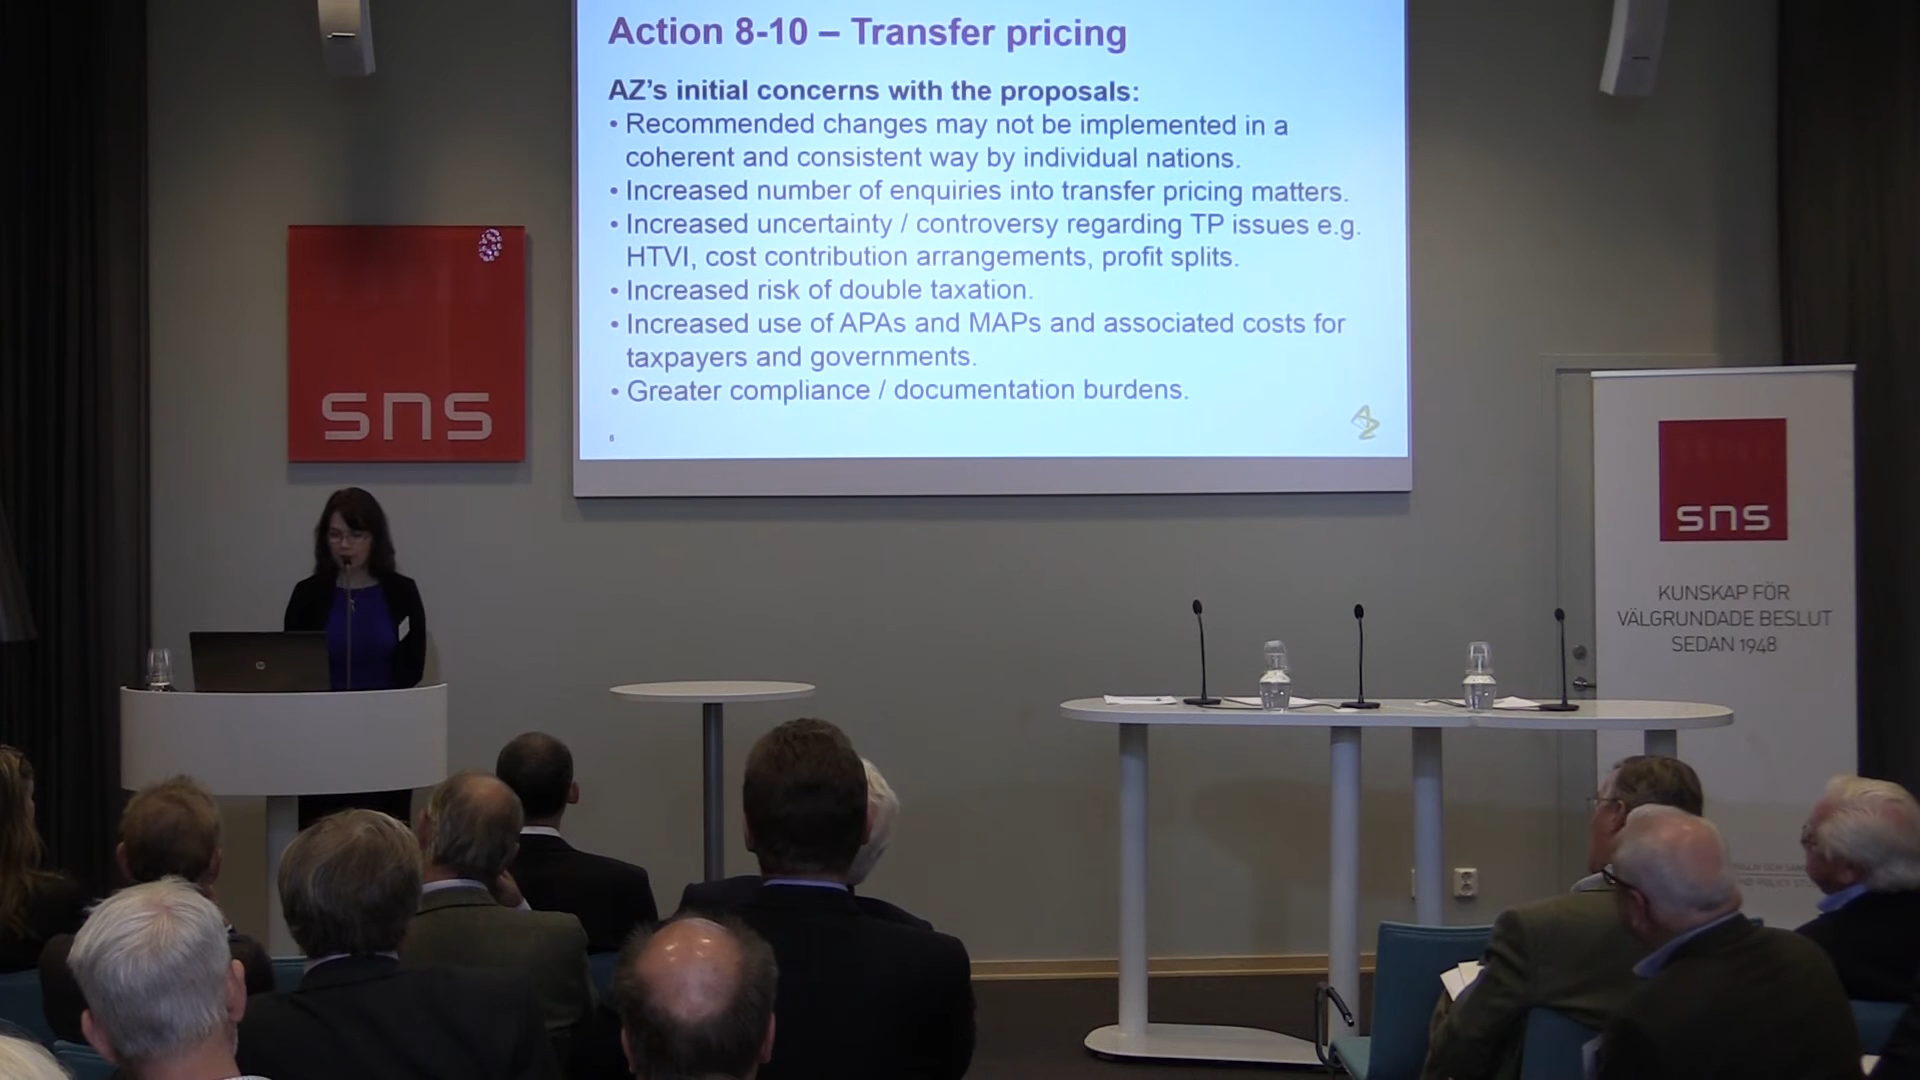 Action 8-10 – Transfer pricing
AZ's initial concerns with the proposals:
• Recommended changes may not be implemented in a
coherent and consistent way by individual nations.
• Increased number of enquiries into transfer pricing matters.
• Increased uncertainty / controversy regarding TP issues e.g.
HTVI, cost contribution arrangements, profit splits.
• Increased risk of double taxation.
• Increased use of APAs and MAPs and associated costs for
taxpayers and governments.
• Greater compliance / documentation burdens.
6
sns
hp
sns
KUNSKAP FÖR
VÄLGRUNDADE BESLUT
SEDAN 1948